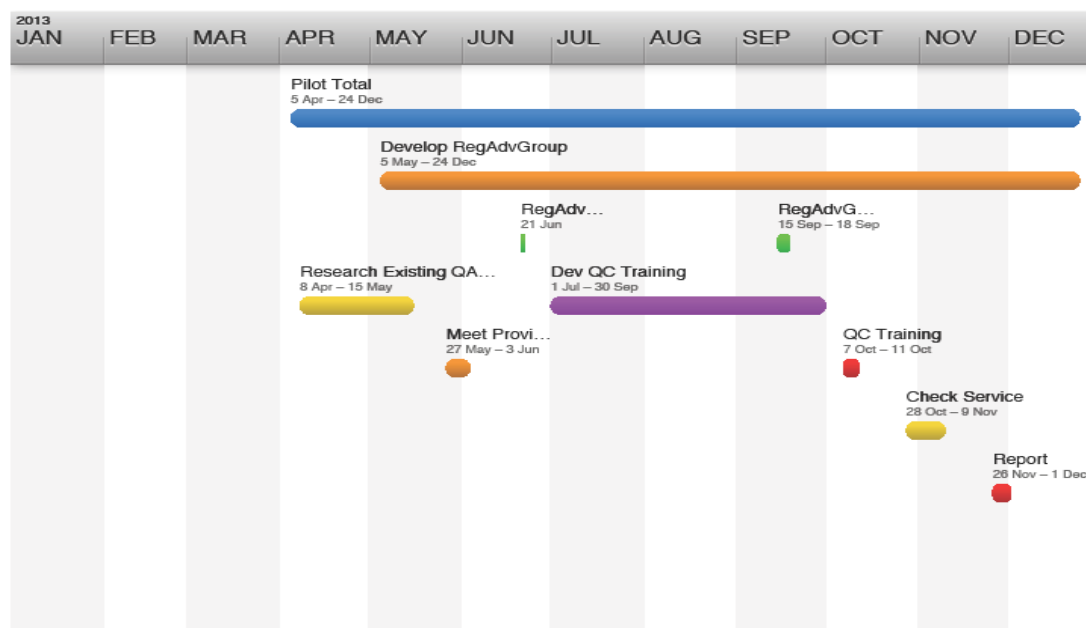 2013
JAN FEB MAR APR MAY JUN JUL AUG SEP OCT NOV DEC
Pilot Total
5 Apr – 24 Dec
Develop RegAdvGroup
5 May – 24 Dec
RegAdv…
21 Jun
RegAdvG…
15 Sep – 18 Sep
Research Existing QA…
8 Apr – 15 May
Dev QC Training
1 Jul – 30 Sep
Meet Provi…
27 May – 3 Jun
QC Training
7 Oct – 11 Oct
Check Service
28 Oct – 9 Nov
Report
26 Nov – 1 Dec